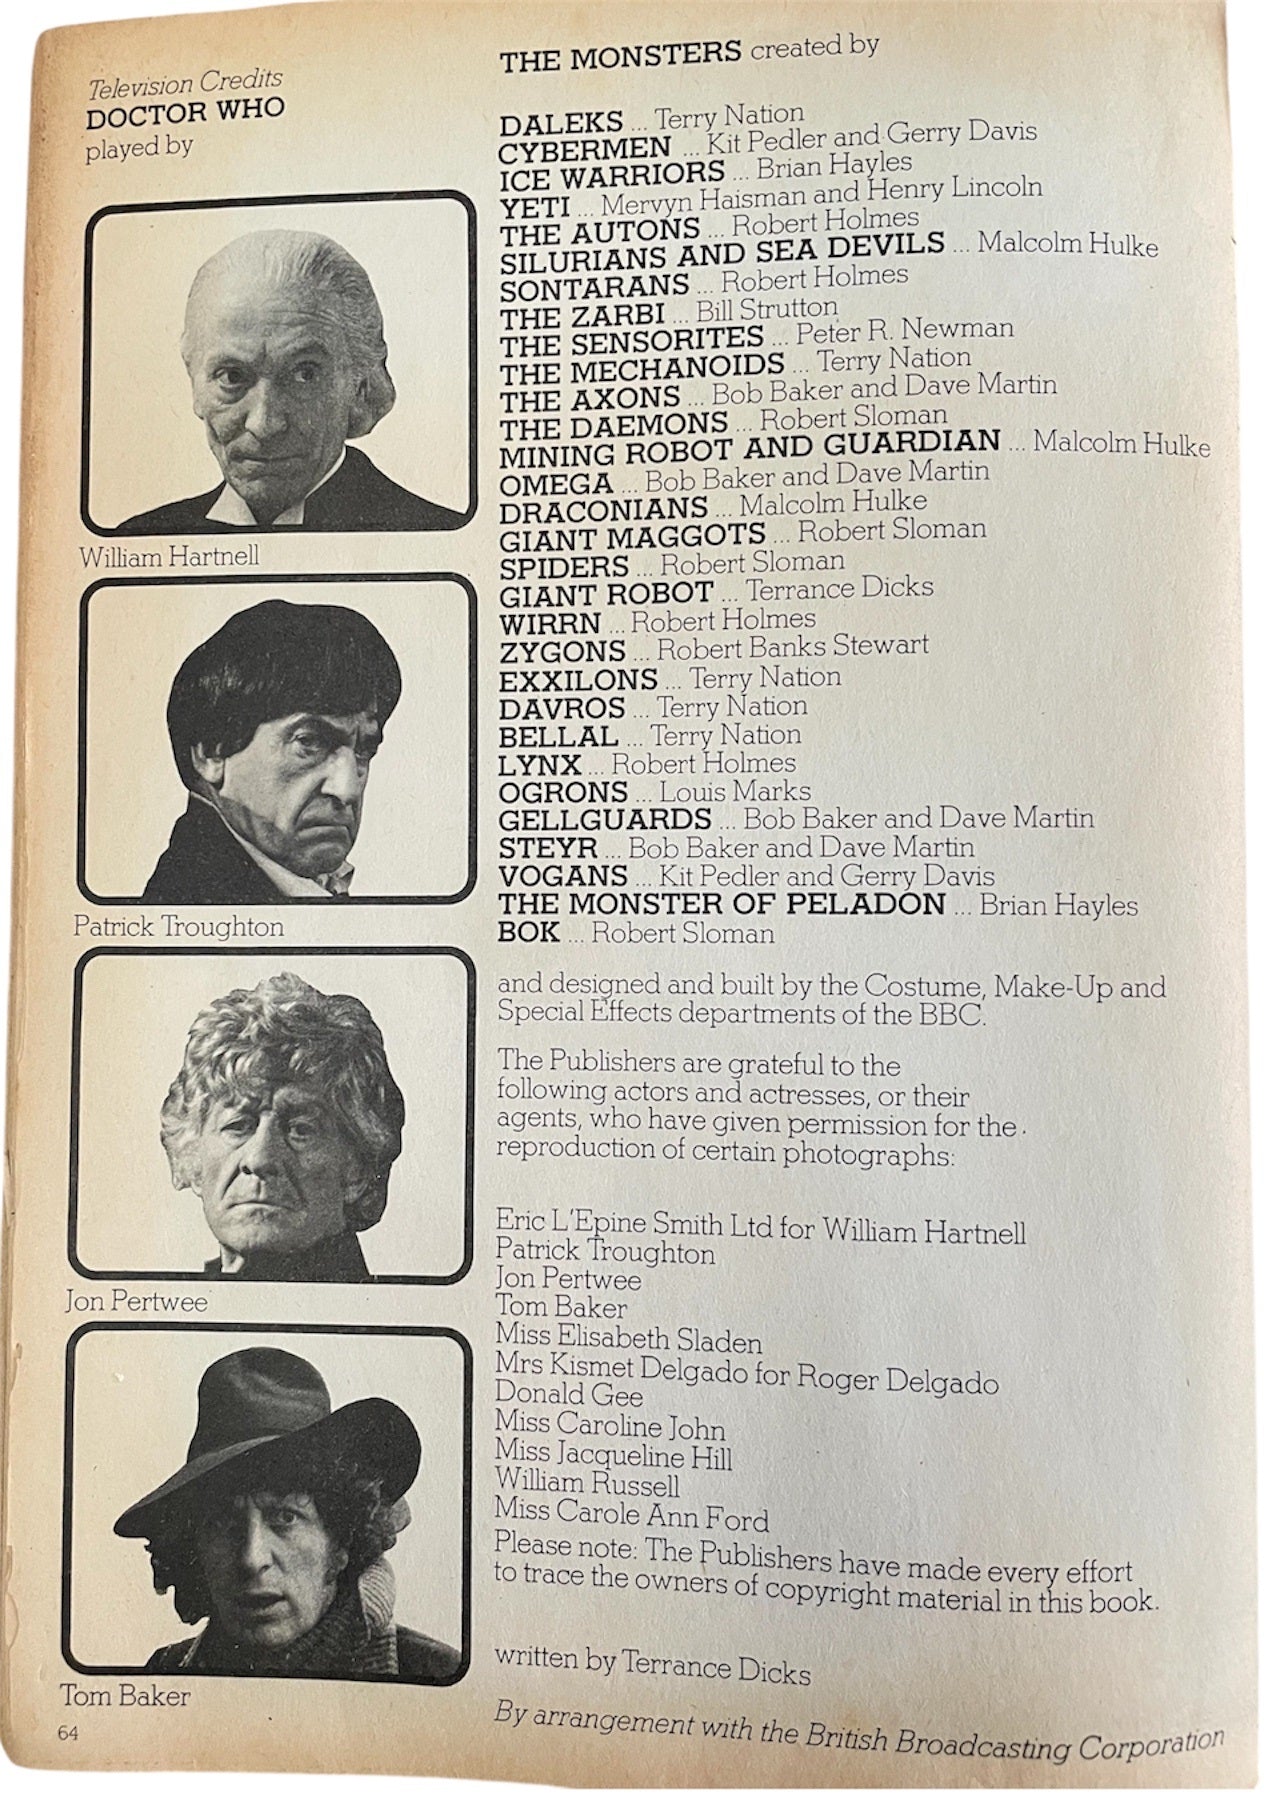 Television Credits
DOCTOR WHO
played by
William Hartnell
Patrick Troughton
Jon Pertwee
Tom Baker
64
THE MONSTERS created by
DALEKS ... Terry Nation
CYBERMEN ... Kit Pedler and Gerry Davis
ICE WARRIORS ... Brian Hayles
YETI ... Mervyn Haisman and Henry Lincoln
THE AUTONS ... Robert Holmes
SILURIANS AND SEA DEVILS ... Malcolm Hulke
SONTARANS ... Robert Holmes
THE ZARBI ... Bill Strutton
THE SENSORITES ... Peter R. Newman
THE MECHANOIDS ... Terry Nation
THE AXONS ... Bob Baker and Dave Martin
THE DAEMONS ... Robert Sloman
MINING ROBOT AND GUARDIAN ... Malcolm Hulke
OMEGA ... Bob Baker and Dave Martin
DRACONIANS ... Malcolm Hulke
GIANT MAGGOTS ... Robert Sloman
SPIDERS ... Robert Sloman
GIANT ROBOT ... Terrance Dicks
WIRRN ... Robert Holmes
ZYGONS ... Robert Banks Stewart
EXXILONS ... Terry Nation
DAVROS ... Terry Nation
BELLAL ... Terry Nation
LYNX ... Robert Holmes
OGRONS ... Louis Marks
GELLGUARDS ... Bob Baker and Dave Martin
STEYR ... Bob Baker and Dave Martin
VOGANS ... Kit Pedler and Gerry Davis
THE MONSTER OF PELADON ... Brian Hayles
BOK ... Robert Sloman
and designed and built by the Costume, Make-Up and
Special Effects departments of the BBC.
The Publishers are grateful to the
following actors and actresses, or their
agents, who have given permission for the
reproduction of certain photographs:
Eric L'Epine Smith Ltd for William Hartnell
Patrick Troughton
Jon Pertwee
Tom Baker
Miss Elisabeth Sladen
Mrs Kismet Delgado for Roger Delgado
Donald Gee
Miss Caroline John
Miss Jacqueline Hill
William Russell
Miss Carole Ann Ford
Please note: The Publishers have made every effort
to trace the owners of copyright material in this book.
written by Terrance Dicks
By arrangement with the British Broadcasting Corporation